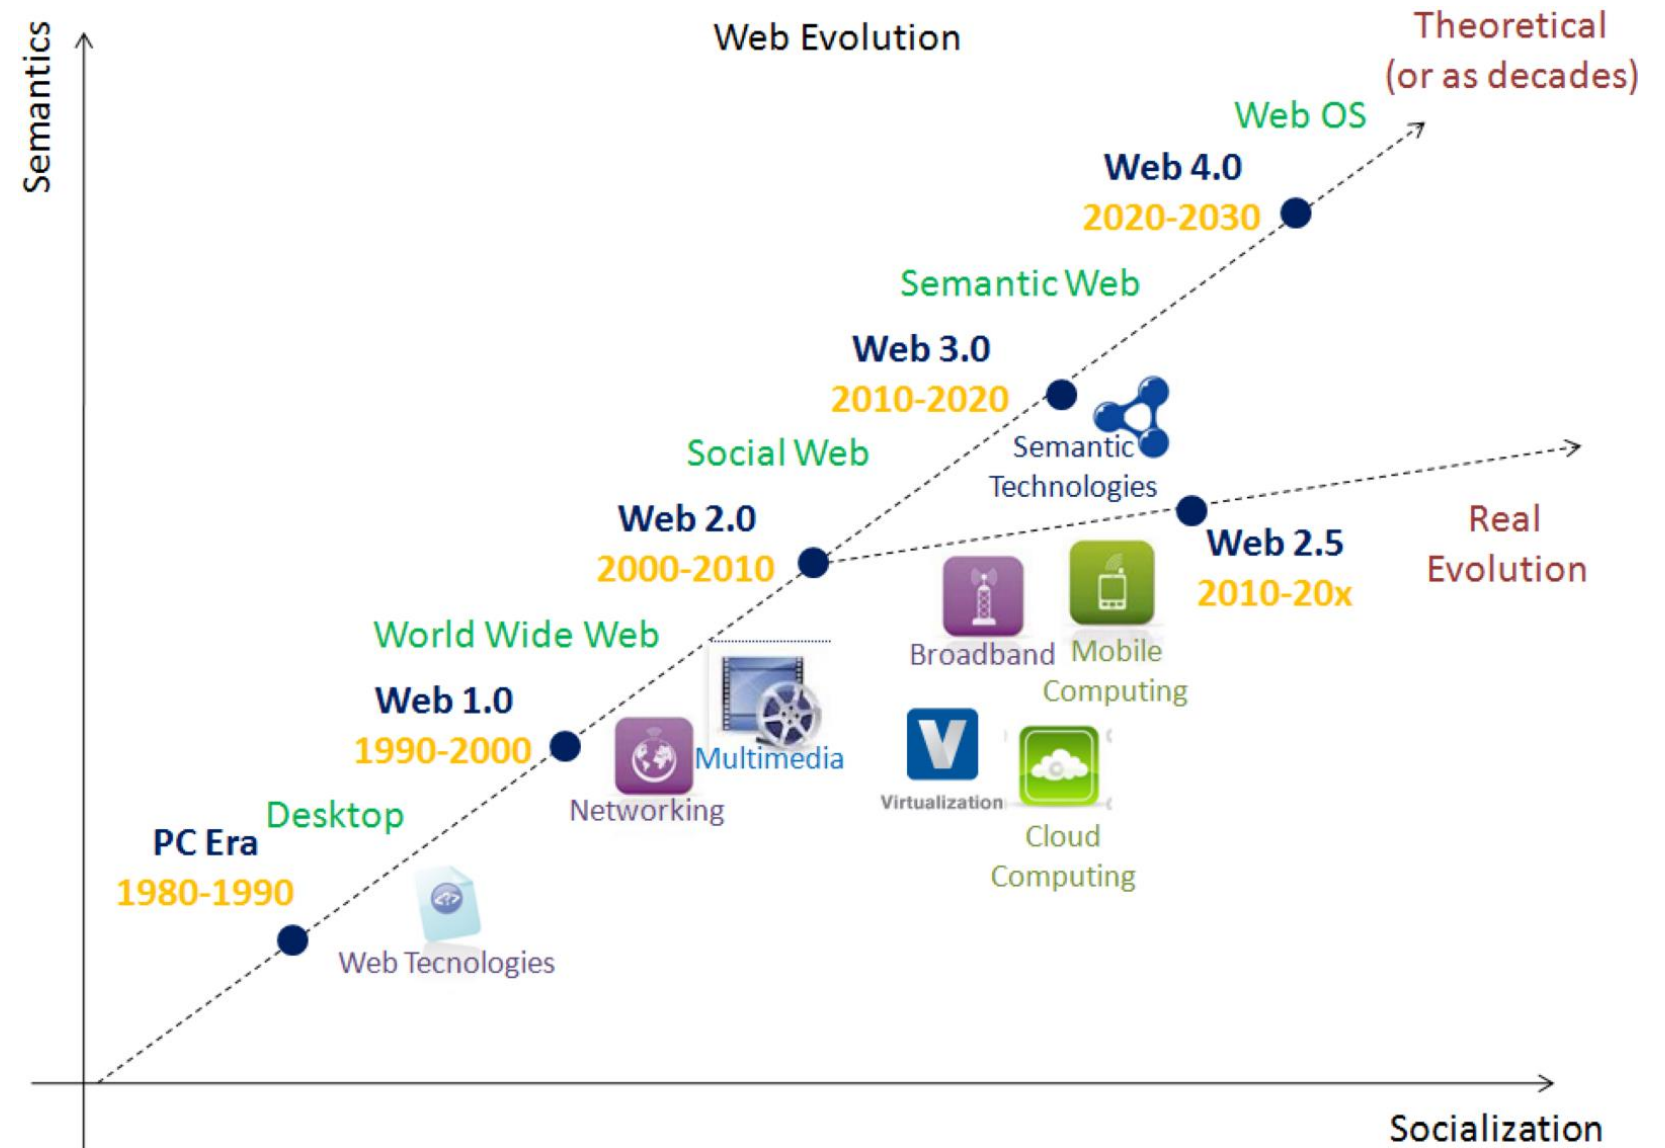 Web Evolution
Semantics
Theoretical
(or as decades)
Web OS
Web 4.0
2020-2030
Semantic Web
Web 3.0
2010-2020
Semantic
Technologies
Social Web
Web 2.0
2000-2010
Web 2.5
2010-20x
Real
Evolution
Broadband
Mobile
Computing
World Wide Web
Web 1.0
1990-2000
Networking
Multimedia
V
Virtualization
Cloud
Computing
Desktop
PC Era
1980-1990
<?>
Web Tecnologies
Socialization